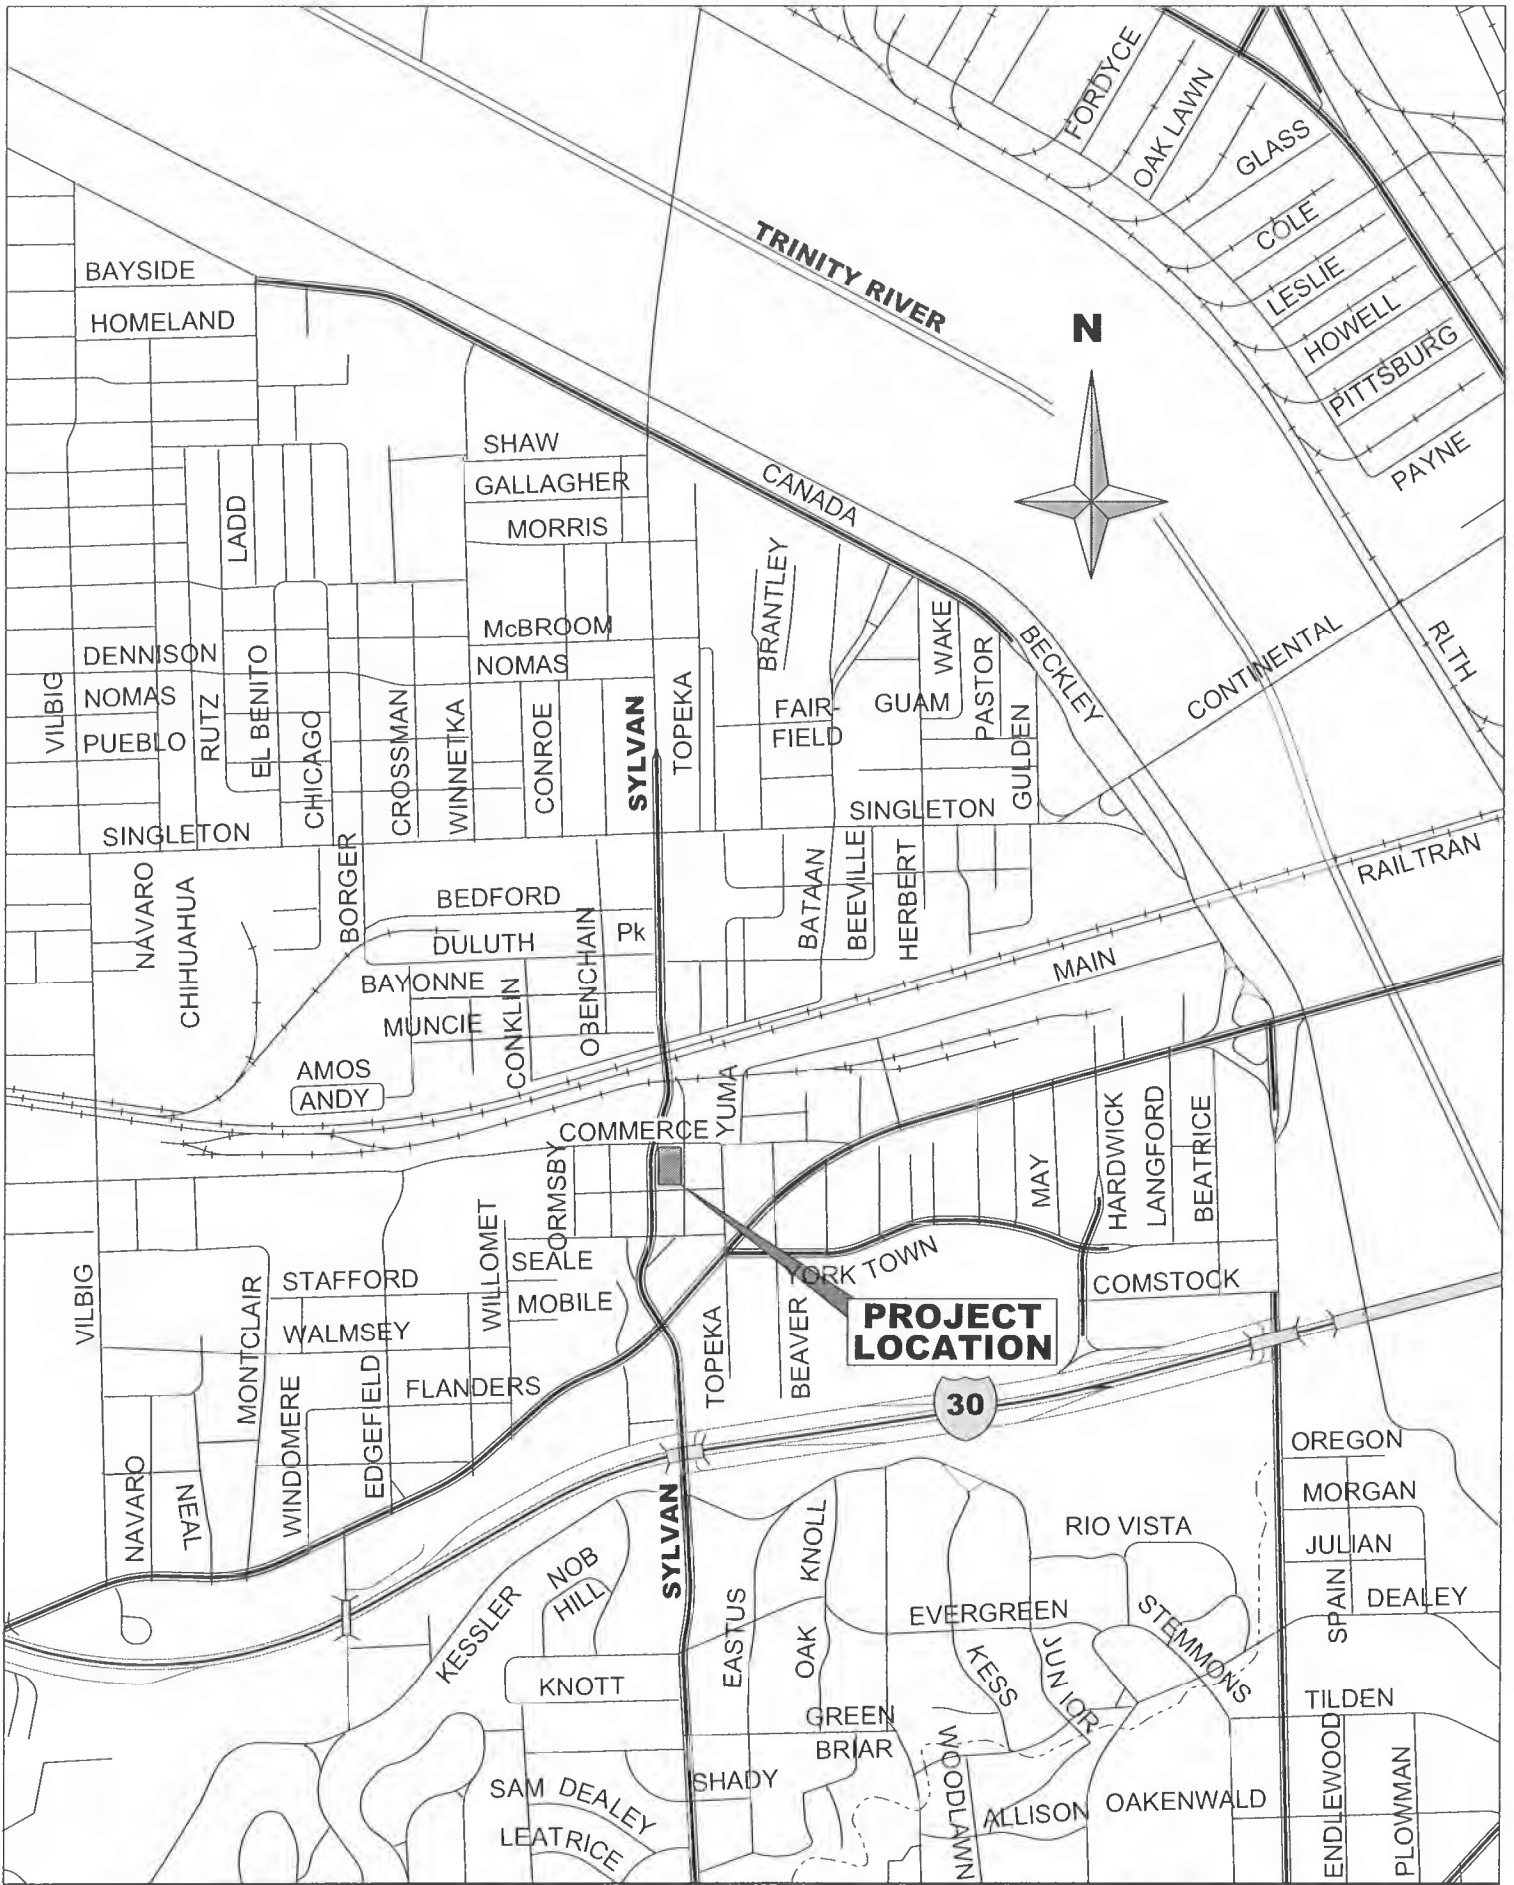 FORDYCE
OAK LAWN
GLASS
COLE
LESLIE
HOWELL
PITTSBURG
PAYNE
TRINITY RIVER
N
BAYSIDE
HOMELAND
SHAW
GALLAGHER
MORRIS
CANADA
LADD
BRANTLEY
McBROOM
NOMAS
WAKE
PASTOR
BECKLEY
CONTINENTAL
RLTH
DENNISON
NOMAS
PUEBLO
VILBIG
RUTZ
EL BENITO
CHICAGO
CROSSMAN
WINNETKA
CONROE
SYLVAN
TOPEKA
FAIR-
FIELD
GUAM
GULDEN
SINGLETON
SINGLETON
RAILTRAN
NAVARO
CHIHUAHUA
BORGER
BEDFORD
DULUTH
OBENCHAIN
Pk
BATAAN
BEEVILLE
HERBERT
MAIN
BAYONNE
MUNCIE
CONKLIN
AMOS
ANDY
YUMA
COMMERCE
ORMSBY
MAY
HARDWICK
LANGFORD
BEATRICE
WILLOMET
SEALE
MOBILE
YORK TOWN
COMSTOCK
VILBIG
MONTCLAIR
STAFFORD
WALMSEY
EDGEFIELD
WINDOMERE
FLANDERS
TOPEKA
BEAVER
PROJECT
LOCATION
30
NAVARO
NEAL
OREGON
MORGAN
JULIAN
DEALEY
SPAIN
SYLVAN
KNOLL
OAK
RIO VISTA
NOB
HILL
KESSLER
EASTUS
EVERGREEN
STEMMONS
KESS
JUNIOR
KNOTT
GREEN
BRIAR
TILDEN
WOODLAWN
SHADY
SAM DEALEY
LEATRICE
ALLISON
OAKENWALD
ENDLEWOOD
PLOWMAN